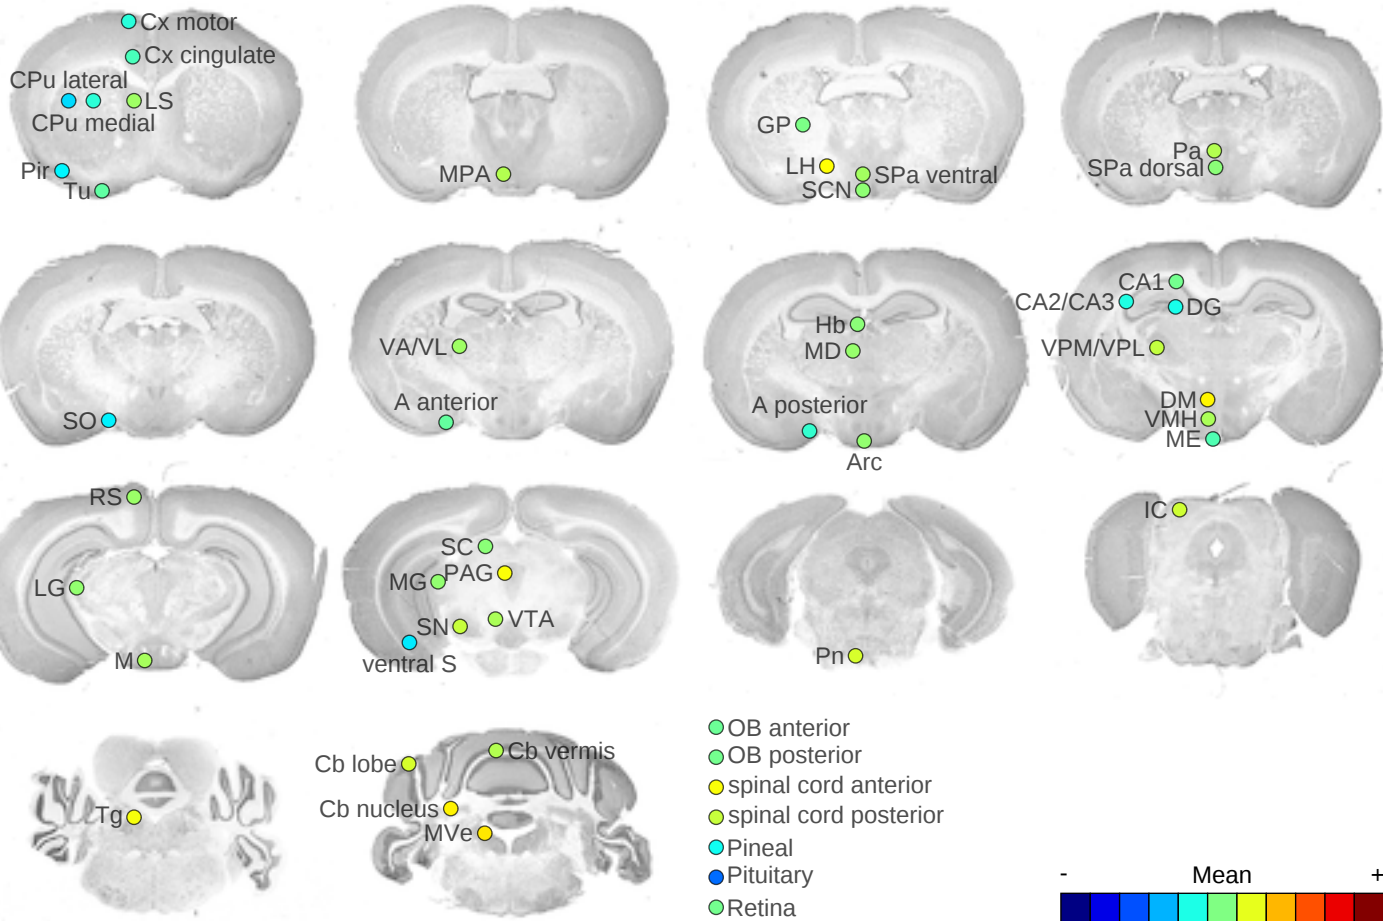 Cx motor
Cx cingulate
CPu lateral
LS
CPu medial
Pir
Tu
MPA
GP
LH
SPa ventral
SCN
Pa
SPa dorsal
SO
VA/VL
A anterior
Hb
MD
A posterior
Arc
CA1
CA2/CA3
DG
VPM/VPL
DM
VMH
ME
RS
LG
M
SC
PAG
MG
VTA
SN
ventral S
Pn
IC
Tg
Cb lobe
Cb vermis
Cb nucleus
MVe
OB anterior
OB posterior
spinal cord anterior
spinal cord posterior
Pineal
Pituitary
Retina
- Mean +